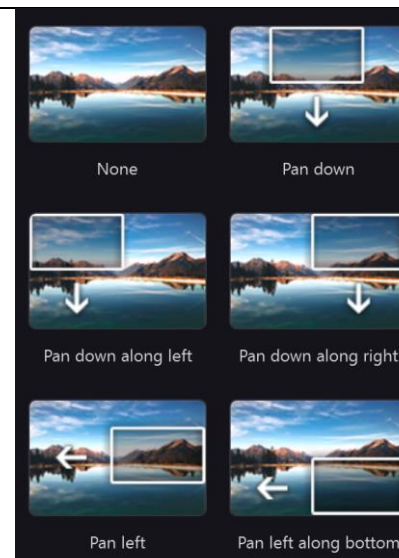 None
Pan down
Pan down along left
Pan down along right
Pan left
Pan left along bottom